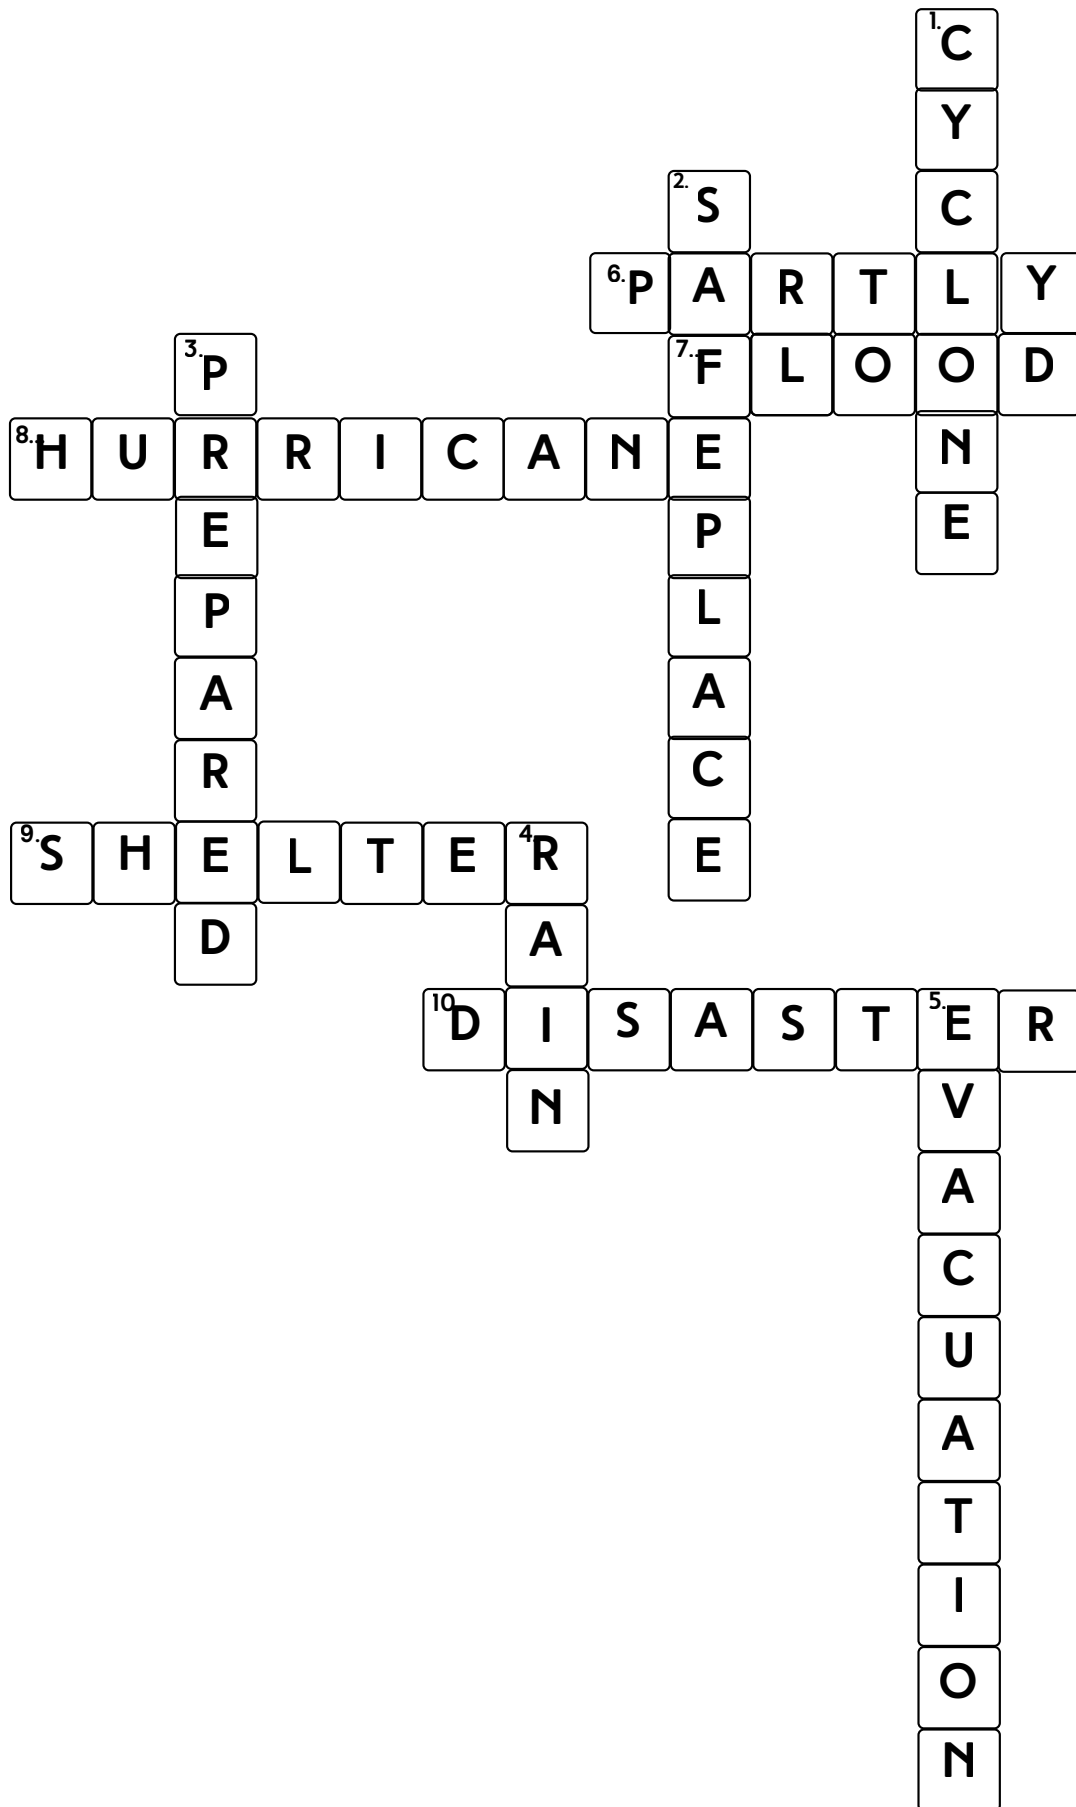 1. C
Y
2. S C
6. P A R T L Y
3. P 7. F L O O D
8. H U R R I C A N E N
E P E
P L
A A
R C
9. S H E L T E 4. R E
D A
10. D I S A S T 5. E R
N V
A
C
U
A
T
I
O
N